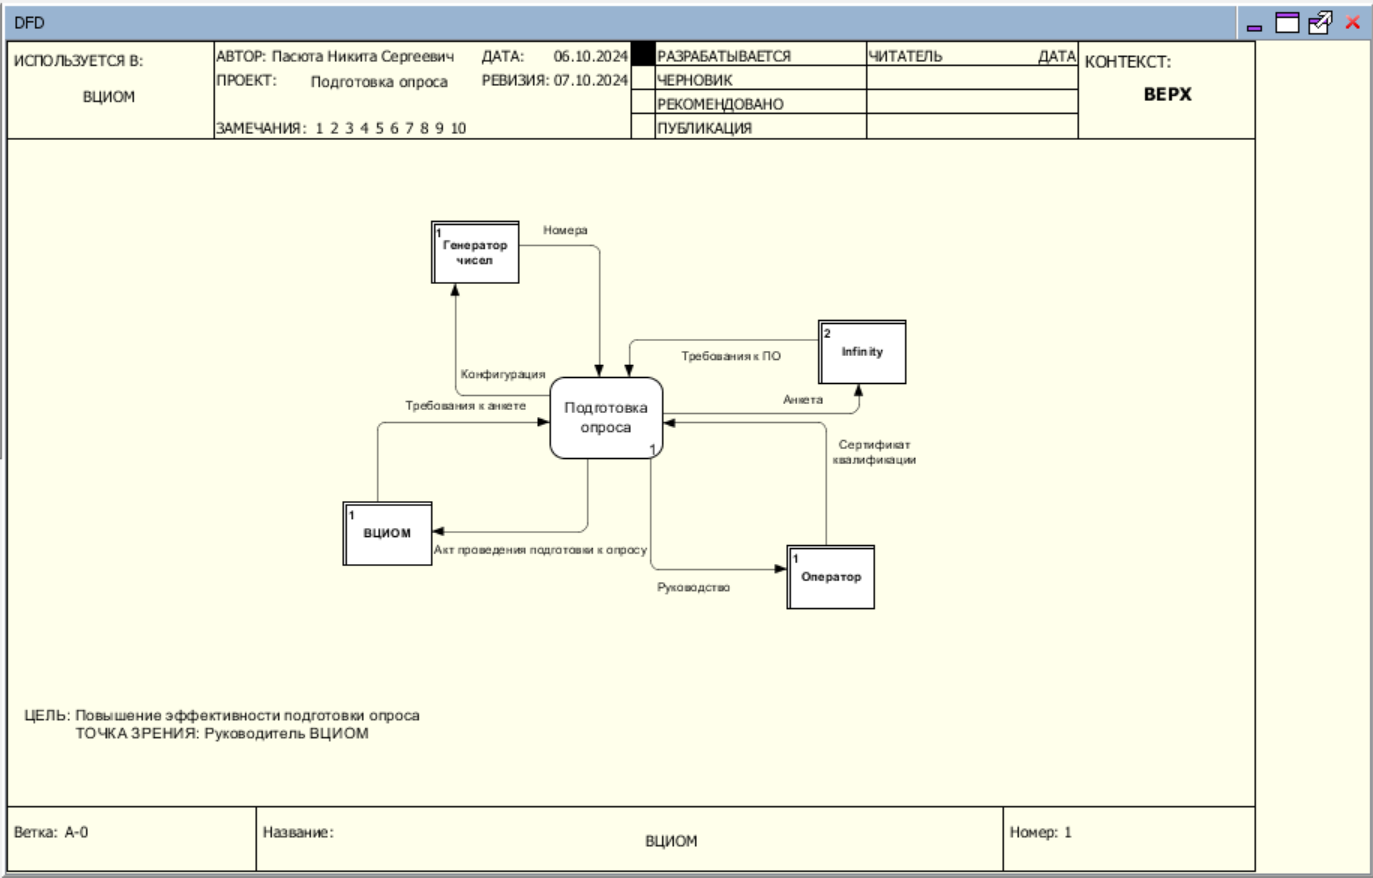 DFD
ИСПОЛЬЗУЕТСЯ В:
ВЦИОМ
АВТОР: Пасюта Никита Сергеевич ДАТА: 06.10.2024
ПРОЕКТ: Подготовка опроса РЕВИЗИЯ: 07.10.2024
ЗАМЕЧАНИЯ: 1 2 3 4 5 6 7 8 9 10
РАЗРАБАТЫВАЕТСЯ
ЧЕРНОВИК
РЕКОМЕНДОВАНО
ПУБЛИКАЦИЯ
ЧИТАТЕЛЬ ДАТА
КОНТЕКСТ:
ВЕРХ
1
Генератор
чисел
Номера
2
Infinity
Требования к ПО
Конфигурация
Анкета
Требования к анкете
Подготовка
опроса
1
Сертификат
квалификации
1
ВЦИОМ
Акт проведения подготовки к опросу
1
Оператор
Руководство
ЦЕЛЬ: Повышение эффективности подготовки опроса
ТОЧКА ЗРЕНИЯ: Руководитель ВЦИОМ
Ветка: A-0
Название:
ВЦИОМ
Номер: 1